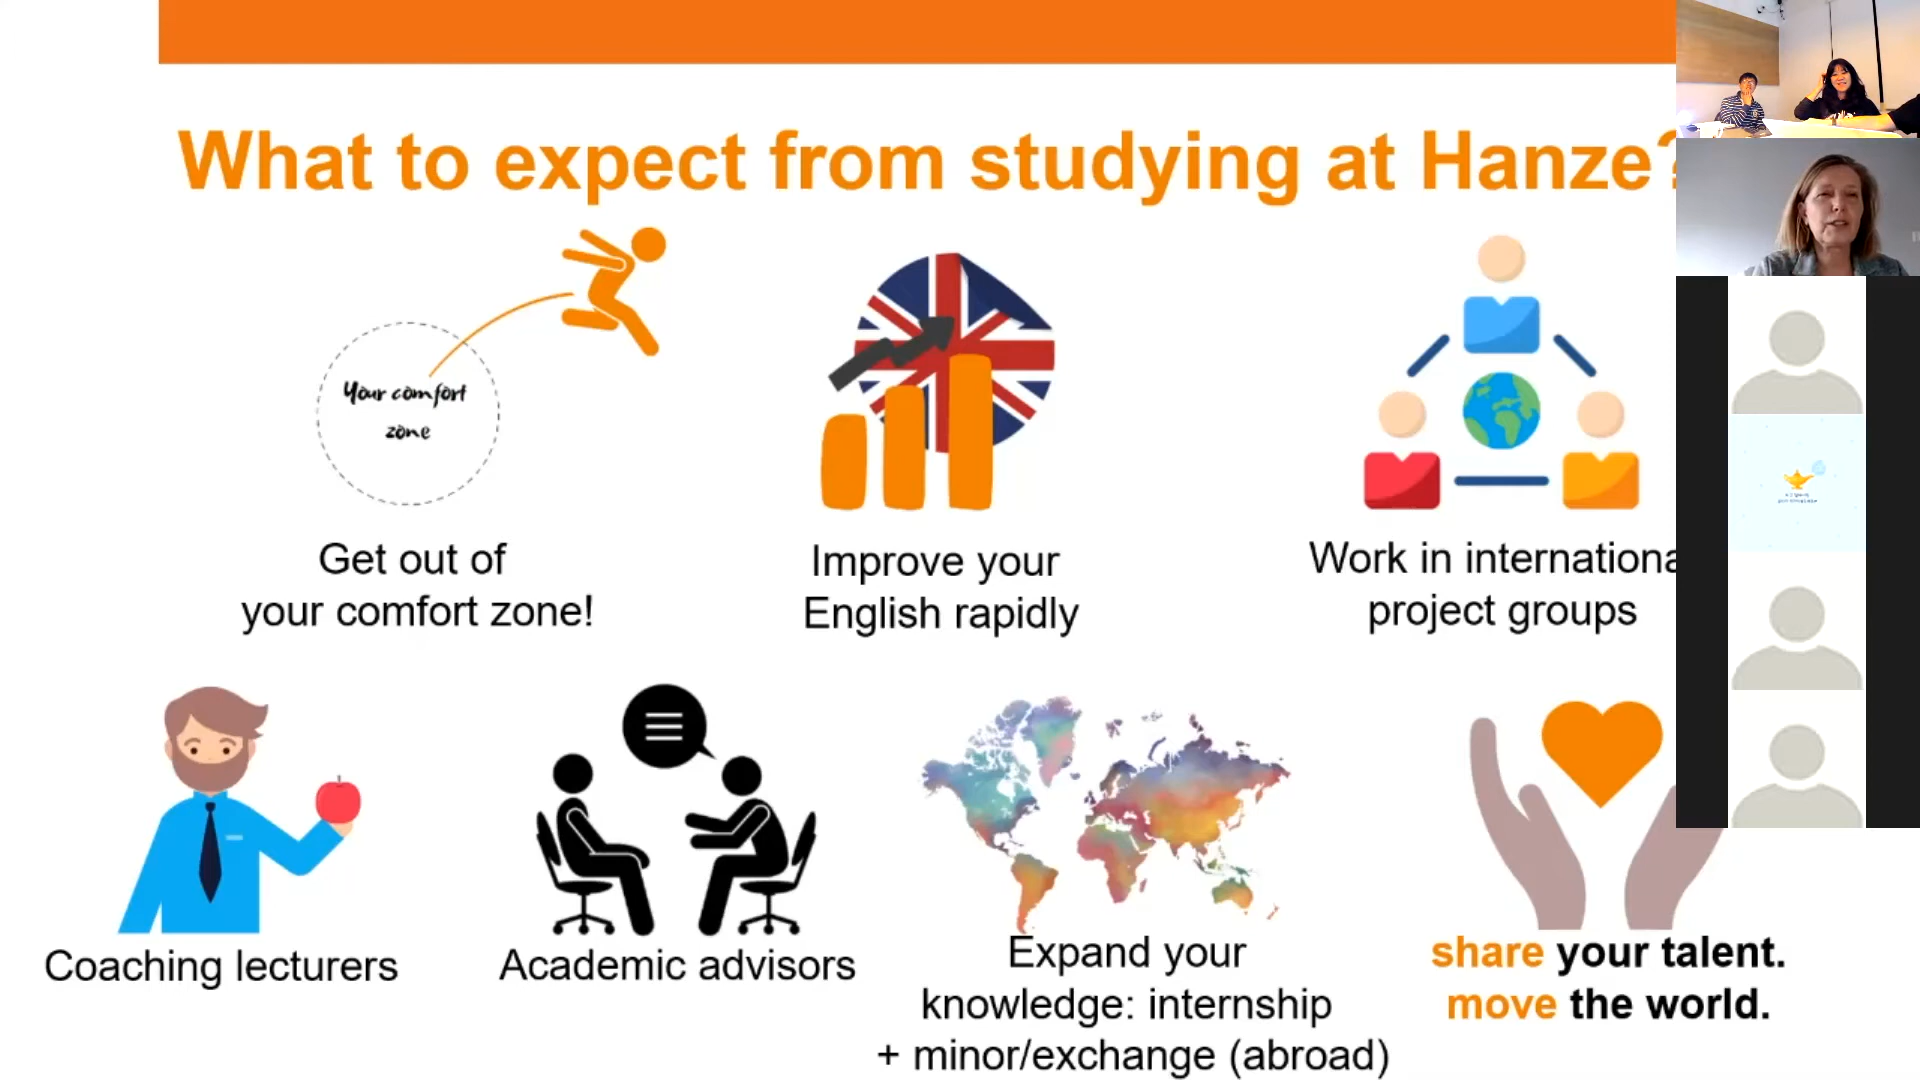 What to expect from studying at Hanze?
Your comfort
zone
Get out of
your comfort zone!
Improve your
English rapidly
Work in internationa
project groups
Coaching lecturers
Academic advisors
Expand your
knowledge: internship
+ minor/exchange (abroad)
share your talent.
move the world.